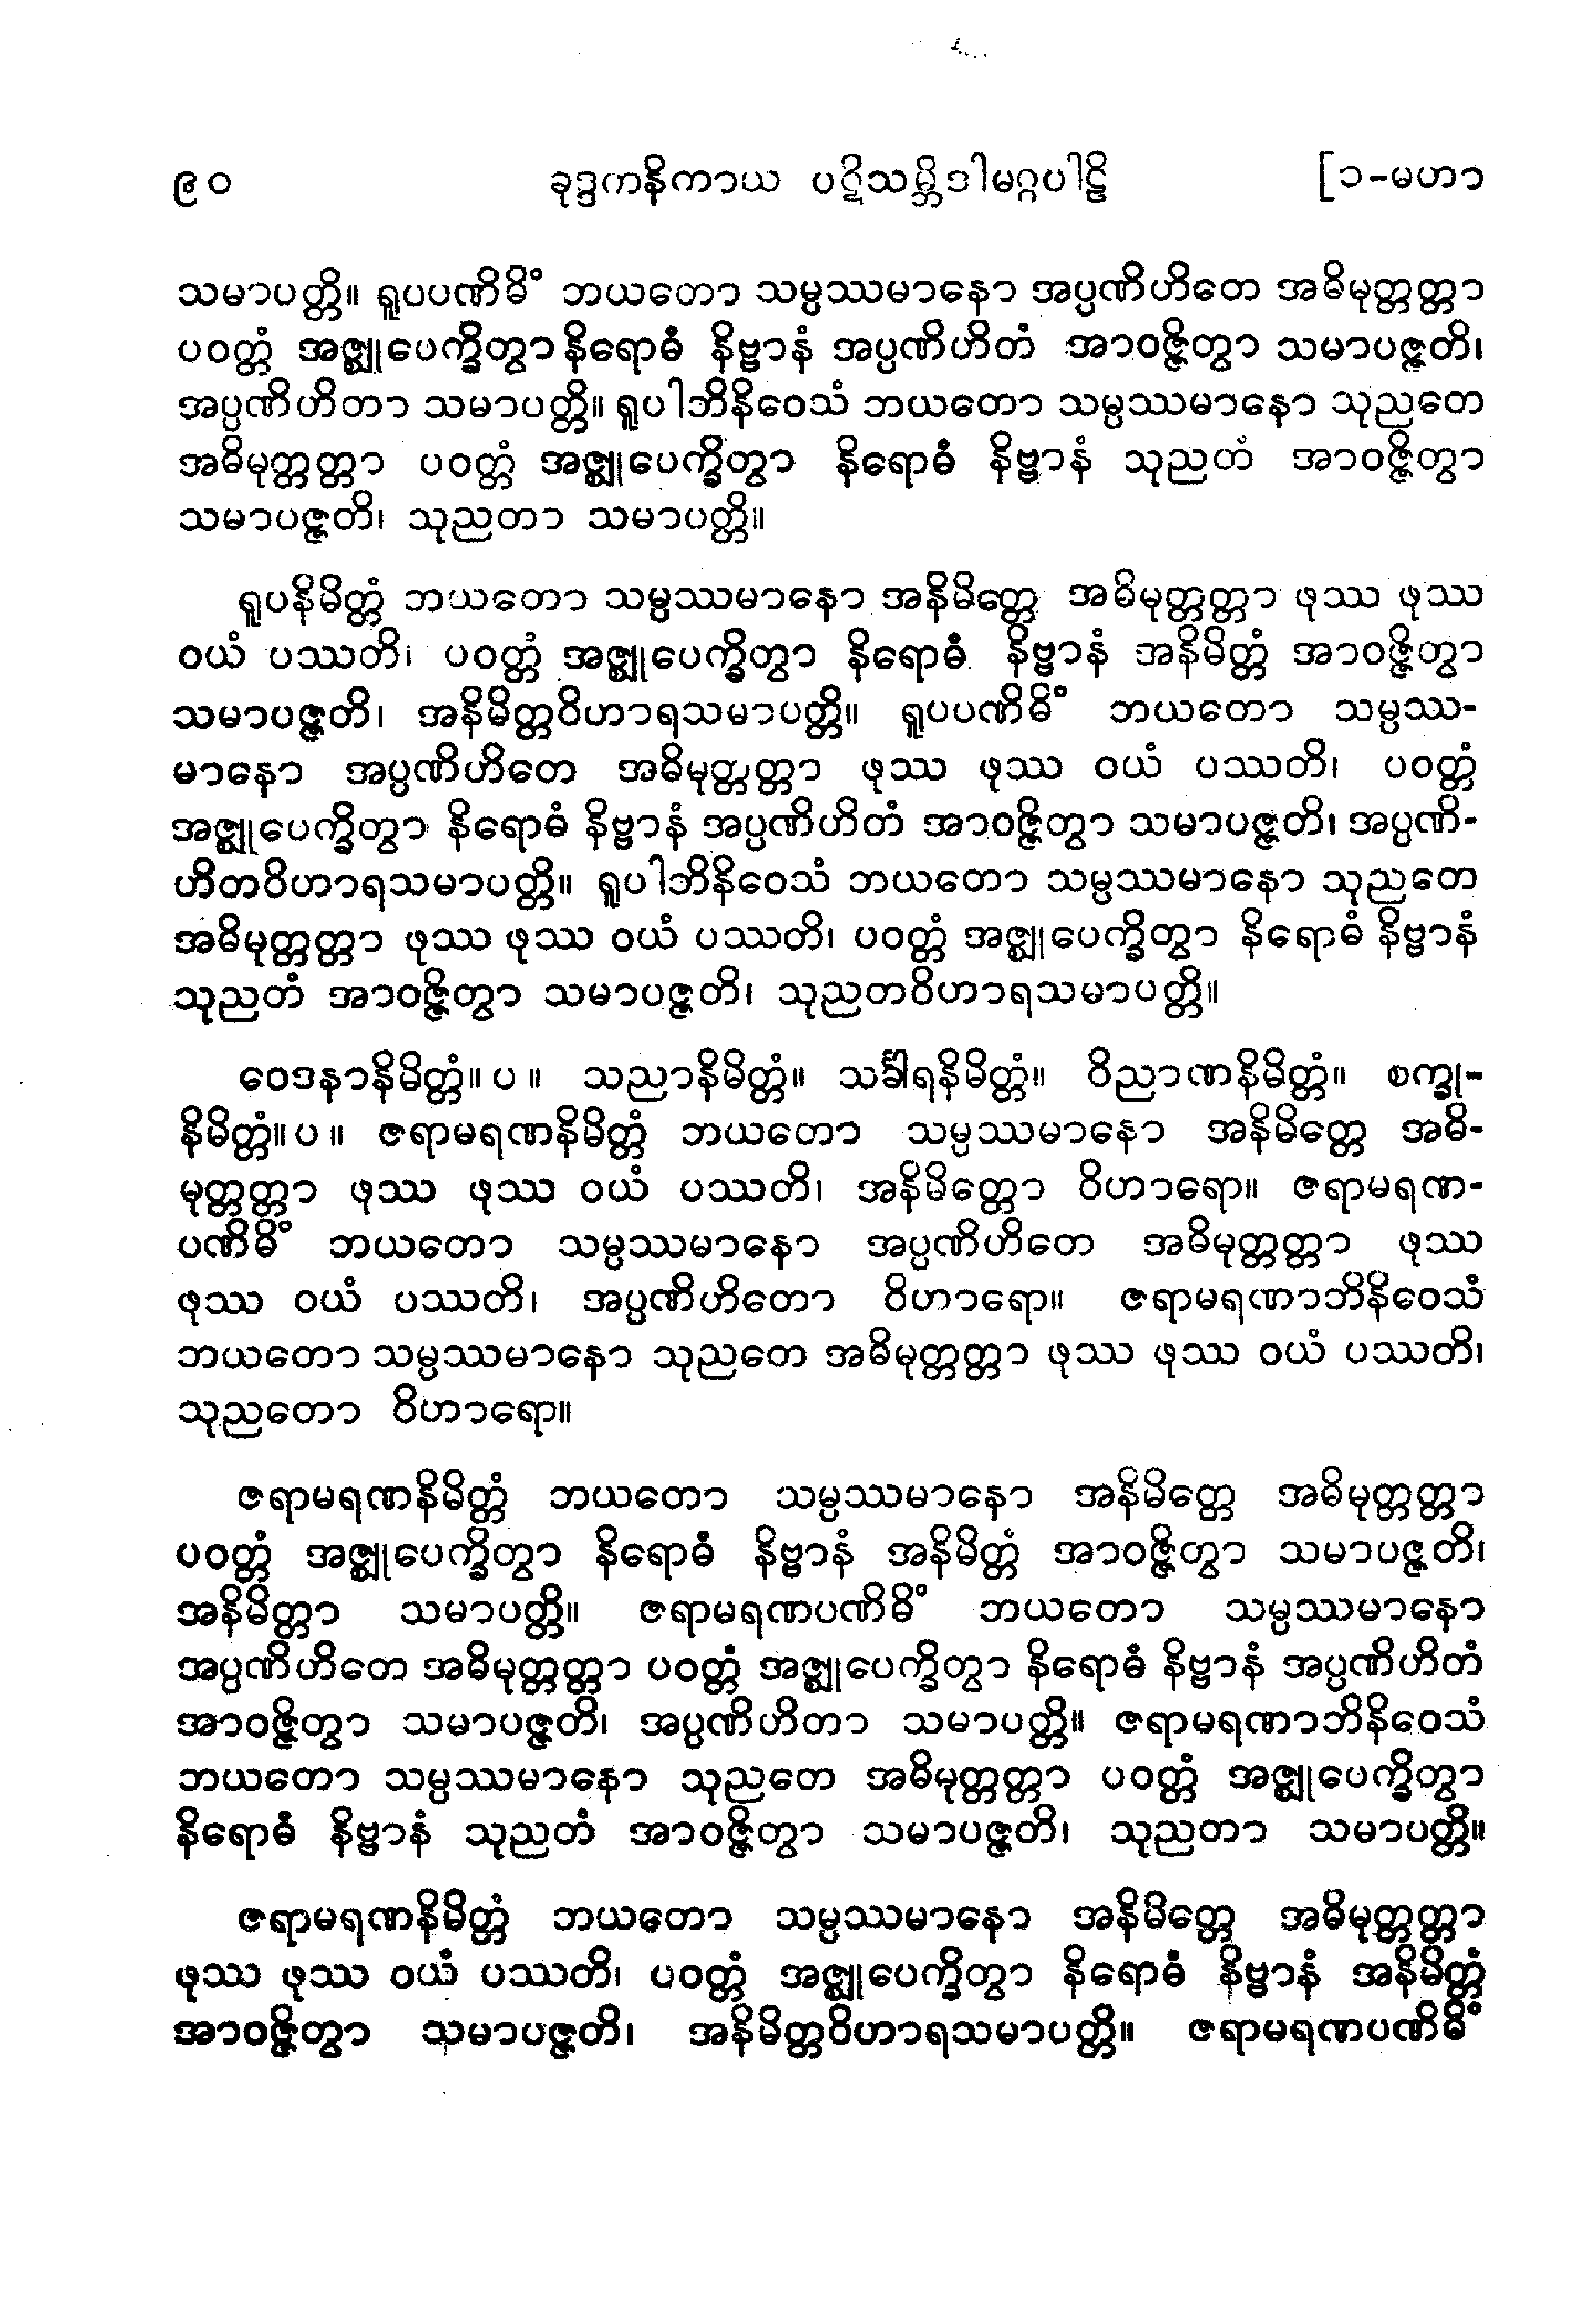 ၉၀ ခုဒ္ဒကနိကာယ ပဋိသမ္ဘိဒါမဂ္ဂပါဠိ [၁-မဟာ
သမာပတ္တိ။ ရူပပဏိဓိံ ဘယတော သမ္ပဿမာနော အပ္ပဏိဟိတေ အဓိမုတ္တတ္တာ
ပဝတ္တံ အဇ္ဈုပေက္ခိတွာ နိရောဓံ နိဗ္ဗာနံ အပ္ပဏိဟိတံ အာဝဇ္ဇိတွာ သမာပဇ္ဇတိ၊
အပ္ပဏိဟိတာ သမာပတ္တိ။ ရူပါဘိနိဝေသံ ဘယတော သမ္ပဿမာနော သုညတေ
အဓိမုတ္တတ္တာ ပဝတ္တံ အဇ္ဈုပေက္ခိတွာ နိရောဓံ နိဗ္ဗာနံ သုညတံ အာဝဇ္ဇိတွာ
သမာပဇ္ဇတိ၊ သုညတာ သမာပတ္တိ။
ရူပနိမိတ္တံ ဘယတော သမ္ပဿမာနော အနိမိတ္တေ အဓိမုတ္တတ္တာ ဖုဿ ဖုဿ
ဝယံ ပဿတိ၊ ပဝတ္တံ အဇ္ဈုပေက္ခိတွာ နိရောဓံ နိဗ္ဗာနံ အနိမိတ္တံ အာဝဇ္ဇိတွာ
သမာပဇ္ဇတိ၊ အနိမိတ္တဝိဟာရသမာပတ္တိ။ ရူပပဏိဓိံ ဘယတော သမ္ပဿ-
မာနော အပ္ပဏိဟိတေ အဓိမုတ္တတ္တာ ဖုဿ ဖုဿ ဝယံ ပဿတိ၊ ပဝတ္တံ
အဇ္ဈုပေက္ခိတွာ နိရောဓံ နိဗ္ဗာနံ အပ္ပဏိဟိတံ အာဝဇ္ဇိတွာ သမာပဇ္ဇတိ၊ အပ္ပဏိ-
ဟိတဝိဟာရသမာပတ္တိ။ ရူပါဘိနိဝေသံ ဘယတော သမ္ပဿမာနော သုညတေ
အဓိမုတ္တတ္တာ ဖုဿ ဖုဿ ဝယံ ပဿတိ၊ ပဝတ္တံ အဇ္ဈုပေက္ခိတွာ နိရောဓံ နိဗ္ဗာနံ
သုညတံ အာဝဇ္ဇိတွာ သမာပဇ္ဇတိ၊ သုညတဝိဟာရသမာပတ္တိ။
ဝေဒနာနိမိတ္တံ။ပ။ သညာနိမိတ္တံ။ သင်္ခါရနိမိတ္တံ။ ဝိညာဏနိမိတ္တံ။ စက္ခု-
နိမိတ္တံ။ပ။ ဇရာမရဏနိမိတ္တံ ဘယတော သမ္ပဿမာနော အနိမိတ္တေ အဓိ-
မုတ္တတ္တာ ဖုဿ ဖုဿ ဝယံ ပဿတိ၊ အနိမိတ္တော ဝိဟာရော။ ဇရာမရဏ-
ပဏိဓိံ ဘယတော သမ္ပဿမာနော အပ္ပဏိဟိတေ အဓိမုတ္တတ္တာ ဖုဿ
ဖုဿ ဝယံ ပဿတိ၊ အပ္ပဏိဟိတော ဝိဟာရော။ ဇရာမရဏာဘိနိဝေသံ
ဘယတော သမ္ပဿမာနော သုညတေ အဓိမုတ္တတ္တာ ဖုဿ ဖုဿ ဝယံ ပဿတိ၊
သုညတော ဝိဟာရော။
ဇရာမရဏနိမိတ္တံ ဘယတော သမ္ပဿမာနော အနိမိတ္တေ အဓိမုတ္တတ္တာ
ပဝတ္တံ အဇ္ဈုပေက္ခိတွာ နိရောဓံ နိဗ္ဗာနံ အနိမိတ္တံ အာဝဇ္ဇိတွာ သမာပဇ္ဇတိ၊
အနိမိတ္တာ သမာပတ္တိ။ ဇရာမရဏပဏိဓိံ ဘယတော သမ္ပဿမာနော
အပ္ပဏိဟိတေ အဓိမုတ္တတ္တာ ပဝတ္တံ အဇ္ဈုပေက္ခိတွာ နိရောဓံ နိဗ္ဗာနံ အပ္ပဏိဟိတံ
အာဝဇ္ဇိတွာ သမာပဇ္ဇတိ၊ အပ္ပဏိဟိတာ သမာပတ္တိ။ ဇရာမရဏာဘိနိဝေသံ
ဘယတော သမ္ပဿမာနော သုညတေ အဓိမုတ္တတ္တာ ပဝတ္တံ အဇ္ဈုပေက္ခိတွာ
နိရောဓံ နိဗ္ဗာနံ သုညတံ အာဝဇ္ဇိတွာ သမာပဇ္ဇတိ၊ သုညတာ သမာပတ္တိ။
ဇရာမရဏနိမိတ္တံ ဘယတော သမ္ပဿမာနော အနိမိတ္တေ အဓိမုတ္တတ္တာ
ဖုဿ ဖုဿ ဝယံ ပဿတိ၊ ပဝတ္တံ အဇ္ဈုပေက္ခိတွာ နိရောဓံ နိဗ္ဗာနံ အနိမိတ္တံ
အာဝဇ္ဇိတွာ သမာပဇ္ဇတိ၊ အနိမိတ္တဝိဟာရသမာပတ္တိ။ ဇရာမရဏပဏိဓိံ